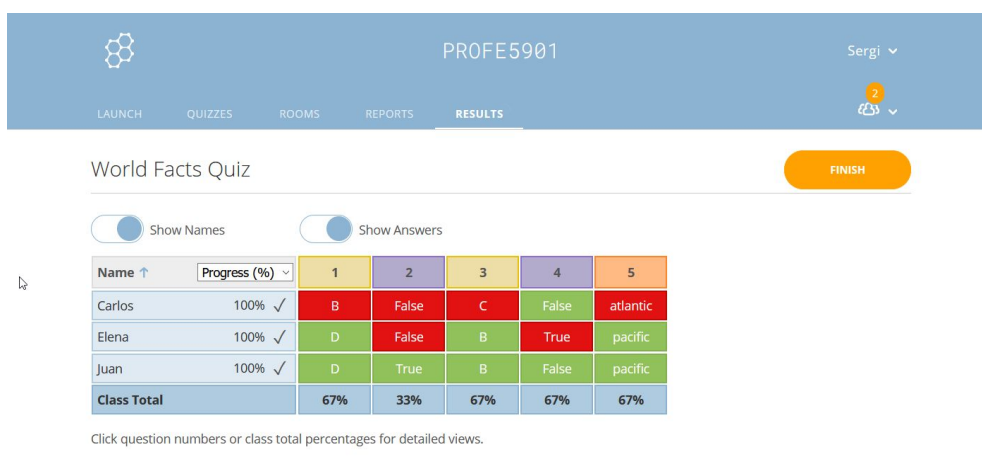 PROFE5901
Sergi
2
LAUNCH QUIZZES ROOMS REPORTS RESULTS
World Facts Quiz
FINISH
Show Names Show Answers
Name ↑ Progress (%) 1 2 3 4 5
Carlos 100% ✓ B False C False atlantic
Elena 100% ✓ D False B True pacific
Juan 100% ✓ D True B False pacific
Class Total 67% 33% 67% 67% 67%
Click question numbers or class total percentages for detailed views.